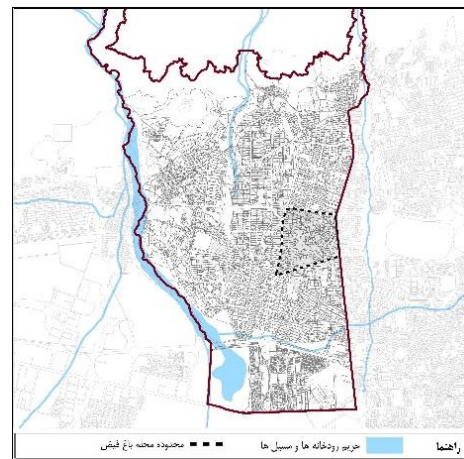 راهنما
حریم رودخانه ها و مسیل ها
محدوده محله باغ فیض